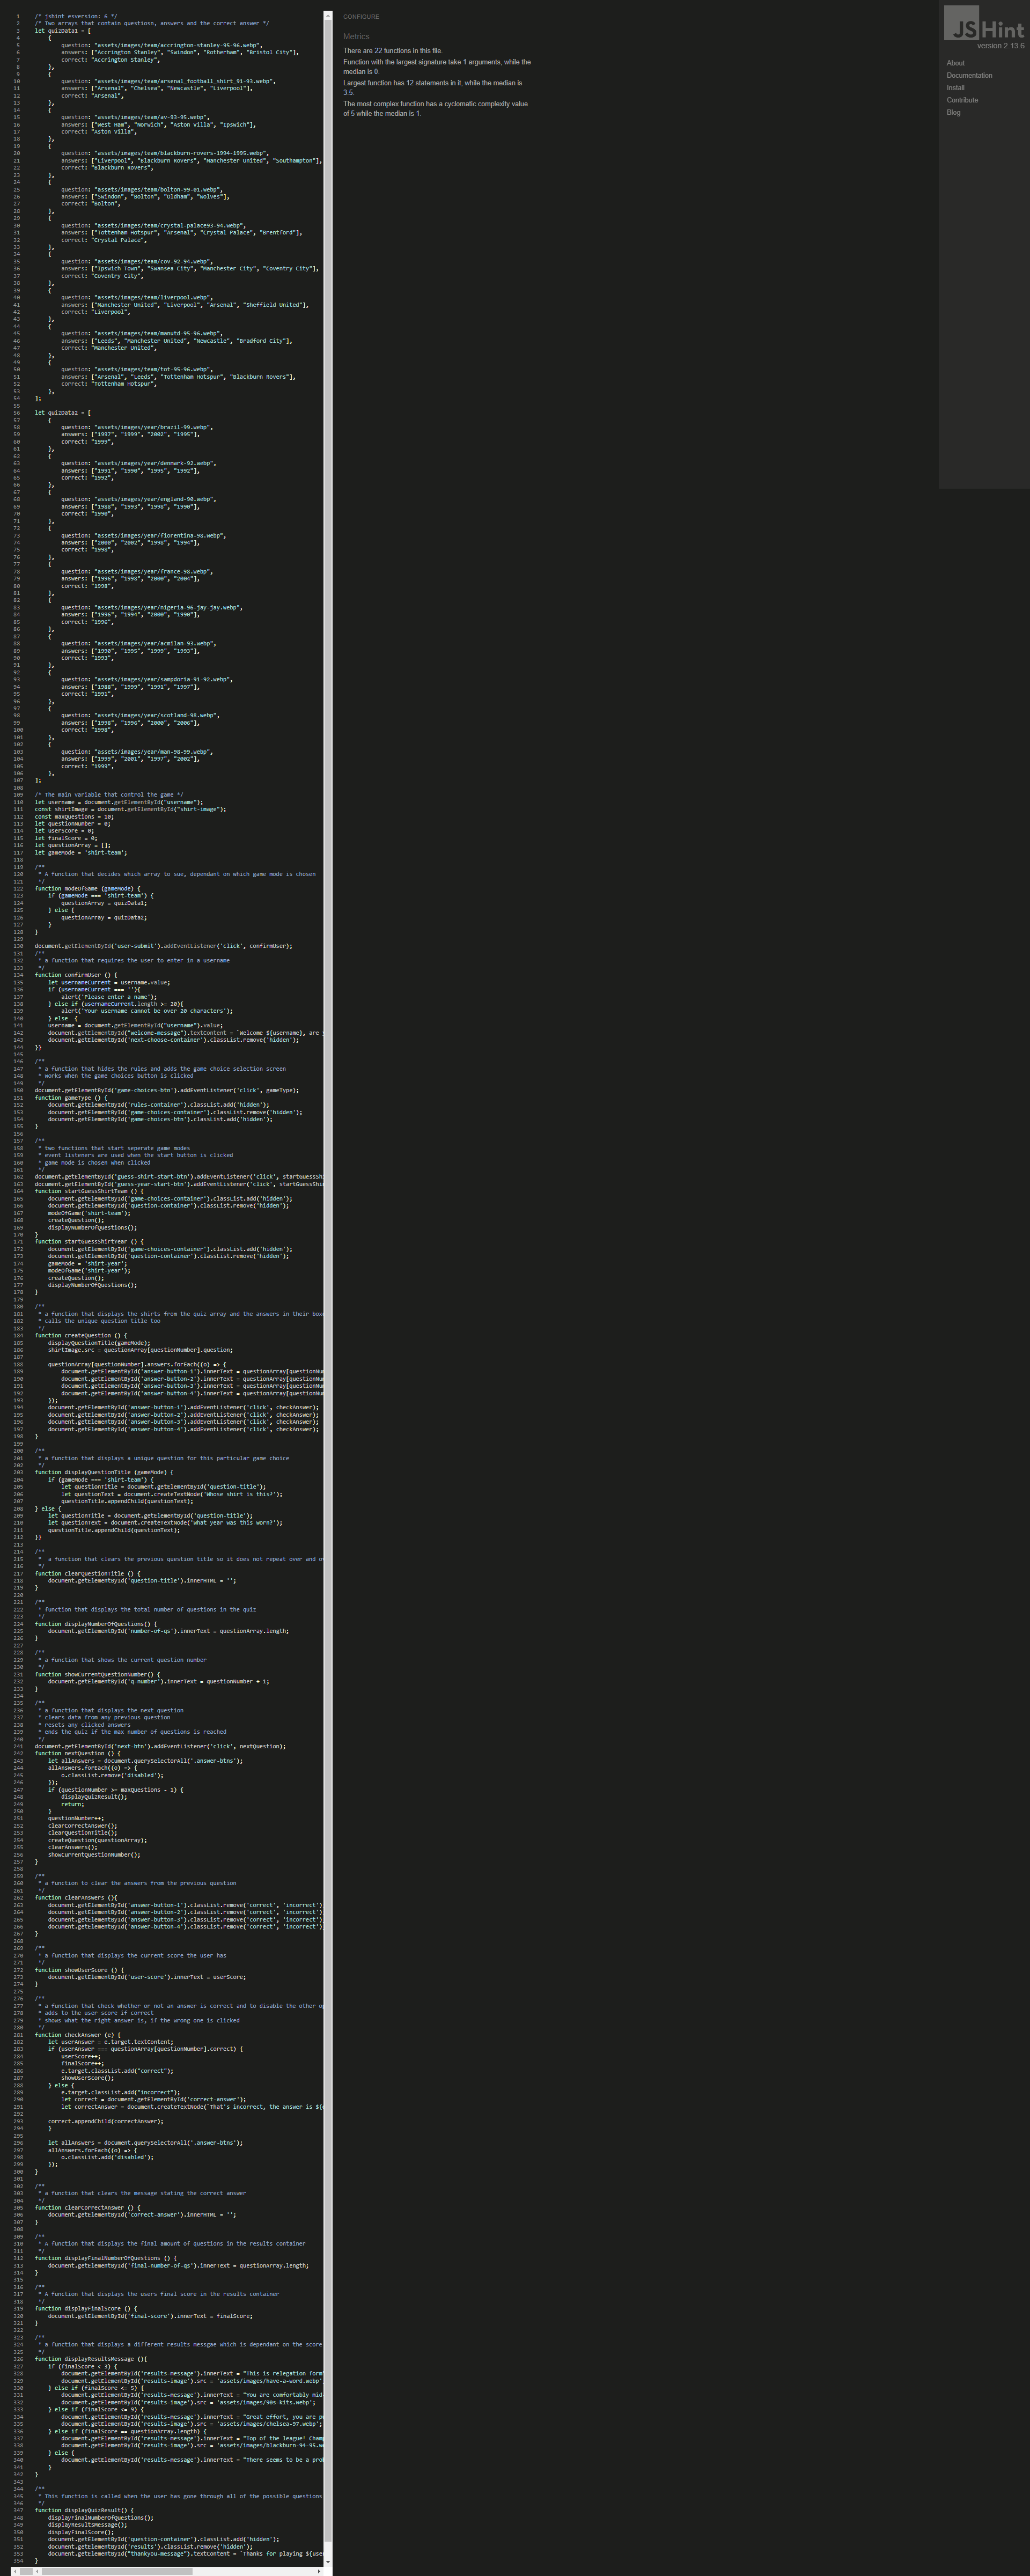 1 /* jshint esversion: 6 */
2 /* Two arrays that contain questiosn, answers and the correct answer */
3 let quizData1 = [
4 {
5 question: "assets/images/team/accrington-stanley-95-96.webp",
6 answers: ["Accrington Stanley", "Swindon", "Rotherham", "Bristol City"],
7 correct: "Accrington Stanley",
8 },
9 {
10 question: "assets/images/team/arsenal_football_shirt_91-93.webp",
11 answers: ["Arsenal", "Chelsea", "Newcastle", "Liverpool"],
12 correct: "Arsenal",
13 },
14 {
15 question: "assets/images/team/av-93-95.webp",
16 answers: ["West Ham", "Norwich", "Aston Villa", "Ipswich"],
17 correct: "Aston Villa",
18 },
19 {
20 question: "assets/images/team/blackburn-rovers-1994-1995.webp",
21 answers: ["Liverpool", "Blackburn Rovers", "Manchester United", "Southampton"],
22 correct: "Blackburn Rovers",
23 },
24 {
25 question: "assets/images/team/bolton-99-01.webp",
26 answers: ["Swindon", "Bolton", "Oldham", "Wolves"],
27 correct: "Bolton",
28 },
29 {
30 question: "assets/images/team/crystal-palace93-94.webp",
31 answers: ["Tottenham Hotspur", "Arsenal", "Crystal Palace", "Brentford"],
32 correct: "Crystal Palace",
33 },
34 {
35 question: "assets/images/team/cov-92-94.webp",
36 answers: ["Ipswich Town", "Swansea City", "Manchester City", "Coventry City"],
37 correct: "Coventry City",
38 },
39 {
40 question: "assets/images/team/liverpool.webp",
41 answers: ["Manchester United", "Liverpool", "Arsenal", "Sheffield United"],
42 correct: "Liverpool",
43 },
44 {
45 question: "assets/images/team/manutd-95-96.webp",
46 answers: ["Leeds", "Manchester United", "Newcastle", "Bradford City"],
47 correct: "Manchester United",
48 },
49 {
50 question: "assets/images/team/tot-95-96.webp",
51 answers: ["Arsenal", "Leeds", "Tottenham Hotspur", "Blackburn Rovers"],
52 correct: "Tottenham Hotspur",
53 },
54 ];
55
56 let quizData2 = [
57 {
58 question: "assets/images/year/brazil-99.webp",
59 answers: ["1997", "1999", "2002", "1995"],
60 correct: "1999",
61 },
62 {
63 question: "assets/images/year/denmark-92.webp",
64 answers: ["1991", "1990", "1995", "1992"],
65 correct: "1992",
66 },
67 {
68 question: "assets/images/year/england-90.webp",
69 answers: ["1988", "1993", "1998", "1990"],
70 correct: "1990",
71 },
72 {
73 question: "assets/images/year/fiorentina-98.webp",
74 answers: ["2000", "2002", "1998", "1994"],
75 correct: "1998",
76 },
77 {
78 question: "assets/images/year/france-98.webp",
79 answers: ["1996", "1998", "2000", "2004"],
80 correct: "1998",
81 },
82 {
83 question: "assets/images/year/nigeria-96-jay-jay.webp",
84 answers: ["1996", "1994", "2000", "1990"],
85 correct: "1996",
86 },
87 {
88 question: "assets/images/year/acmilan-93.webp",
89 answers: ["1990", "1995", "1999", "1993"],
90 correct: "1993",
91 },
92 {
93 question: "assets/images/year/sampdoria-91-92.webp",
94 answers: ["1988", "1999", "1991", "1997"],
95 correct: "1991",
96 },
97 {
98 question: "assets/images/year/scotland-98.webp",
99 answers: ["1998", "1996", "2000", "2006"],
100 correct: "1998",
101 },
102 {
103 question: "assets/images/year/man-98-99.webp",
104 answers: ["1999", "2001", "1997", "2002"],
105 correct: "1999",
106 },
107 ];
108
109 /* The main variable that control the game */
110 let username = document.getElementById("username");
111 const shirtImage = document.getElementById("shirt-image");
112 const maxQuestions = 10;
113 let questionNumber = 0;
114 let userScore = 0;
115 let finalScore = 0;
116 let questionArray = [];
117 let gameMode = 'shirt-team';
118
119 /**
120 * A function that decides which array to sue, dependant on which game mode is chosen
121 */
122 function modeOfGame (gameMode) {
123 if (gameMode === 'shirt-team') {
124 questionArray = quizData1;
125 } else {
126 questionArray = quizData2;
127 }
128 }
129
130 document.getElementById('user-submit').addEventListener('click', confirmUser);
131 /**
132 * a function that requires the user to enter in a username
133 */
134 function confirmUser () {
135 let usernameCurrent = username.value;
136 if (usernameCurrent === ''){
137 alert('Please enter a name');
138 } else if (usernameCurrent.length >= 20){
139 alert('Your username cannot be over 20 characters');
140 } else {
141 username = document.getElementById("username").value;
142 document.getElementById("welcome-message").textContent = `Welcome ${username}, are
143 document.getElementById('next-choose-container').classList.remove('hidden');
144 }}
145
146 /**
147 * a function that hides the rules and adds the game choice selection screen
148 * works when the game choices button is clicked
149 */
150 document.getElementById('game-choices-btn').addEventListener('click', gameType);
151 function gameType () {
152 document.getElementById('rules-container').classList.add('hidden');
153 document.getElementById('game-choices-container').classList.remove('hidden');
154 document.getElementById('game-choices-btn').classList.add('hidden');
155 }
156
157 /**
158 * two functions that start seperate game modes
159 * event listeners are used when the start button is clicked
160 * game mode is chosen when clicked
161 */
162 document.getElementById('guess-shirt-start-btn').addEventListener('click', startGuessSh
163 document.getElementById('guess-year-start-btn').addEventListener('click', startGuessShi
164 function startGuessShirtTeam () {
165 document.getElementById('game-choices-container').classList.add('hidden');
166 document.getElementById('question-container').classList.remove('hidden');
167 modeOfGame('shirt-team');
168 createQuestion();
169 displayNumberOfQuestions();
170 }
171 function startGuessShirtYear () {
172 document.getElementById('game-choices-container').classList.add('hidden');
173 document.getElementById('question-container').classList.remove('hidden');
174 gameMode = 'shirt-year';
175 modeOfGame('shirt-year');
176 createQuestion();
177 displayNumberOfQuestions();
178 }
179
180 /**
181 * a function that displays the shirts from the quiz array and the answers in their box
182 * calls the unique question title too
183 */
184 function createQuestion () {
185 displayQuestionTitle(gameMode);
186 shirtImage.src = questionArray[questionNumber].question;
187
188 questionArray[questionNumber].answers.forEach((o) => {
189 document.getElementById('answer-button-1').innerText = questionArray[questionNu
190 document.getElementById('answer-button-2').innerText = questionArray[questionNu
191 document.getElementById('answer-button-3').innerText = questionArray[questionNu
192 document.getElementById('answer-button-4').innerText = questionArray[questionNu
193 });
194 document.getElementById('answer-button-1').addEventListener('click', checkAnswer);
195 document.getElementById('answer-button-2').addEventListener('click', checkAnswer);
196 document.getElementById('answer-button-3').addEventListener('click', checkAnswer);
197 document.getElementById('answer-button-4').addEventListener('click', checkAnswer);
198 }
199
200 /**
201 * a function that displays a unique question for this particular game choice
202 */
203 function displayQuestionTitle (gameMode) {
204 if (gameMode === 'shirt-team') {
205 let questionTitle = document.getElementById('question-title');
206 let questionText = document.createTextNode('Whose shirt is this?');
207 questionTitle.appendChild(questionText);
208 } else {
209 let questionTitle = document.getElementById('question-title');
210 let questionText = document.createTextNode('What year was this worn?');
211 questionTitle.appendChild(questionText);
212 }}
213
214 /**
215 * a function that clears the previous question title so it does not repeat over and ov
216 */
217 function clearQuestionTitle () {
218 document.getElementById('question-title').innerHTML = '';
219 }
220
221 /**
222 * function that displays the total number of questions in the quiz
223 */
224 function displayNumberOfQuestions() {
225 document.getElementById('number-of-qs').innerText = questionArray.length;
226 }
227
228 /**
229 * a function that shows the current question number
230 */
231 function showCurrentQuestionNumber() {
232 document.getElementById('q-number').innerText = questionNumber + 1;
233 }
234
235 /**
236 * a function that displays the next question
237 * clears data from any previous question
238 * resets any clicked answers
239 * ends the quiz if the max number of questions is reached
240 */
241 document.getElementById('next-btn').addEventListener('click', nextQuestion);
242 function nextQuestion () {
243 let allAnswers = document.querySelectorAll('.answer-btns');
244 allAnswers.forEach((o) => {
245 o.classList.remove('disabled');
246 });
247 if (questionNumber >= maxQuestions - 1) {
248 displayQuizResult();
249 return;
250 }
251 questionNumber++;
252 clearCorrectAnswer();
253 clearQuestionTitle();
254 createQuestion(questionArray);
255 clearAnswers();
256 showCurrentQuestionNumber();
257 }
258
259 /**
260 * a function to clear the answers from the previous question
261 */
262 function clearAnswers (){
263 document.getElementById('answer-button-1').classList.remove('correct', 'incorrect')
264 document.getElementById('answer-button-2').classList.remove('correct', 'incorrect')
265 document.getElementById('answer-button-3').classList.remove('correct', 'incorrect')
266 document.getElementById('answer-button-4').classList.remove('correct', 'incorrect')
267 }
268
269 /**
270 * a function that displays the current score the user has
271 */
272 function showUserScore () {
273 document.getElementById('user-score').innerText = userScore;
274 }
275
276 /**
277 * a function that check whether or not an answer is correct and to disable the other o
278 * adds to the user score if correct
279 * shows what the right answer is, if the wrong one is clicked
280 */
281 function checkAnswer (e) {
282 let userAnswer = e.target.textContent;
283 if (userAnswer === questionArray[questionNumber].correct) {
284 userScore++;
285 finalScore++;
286 e.target.classList.add("correct");
287 showUserScore();
288 } else {
289 e.target.classList.add("incorrect");
290 let correct = document.getElementById('correct-answer');
291 let correctAnswer = document.createTextNode(`That's incorrect, the answer is ${
292
293 correct.appendChild(correctAnswer);
294 }
295
296 let allAnswers = document.querySelectorAll('.answer-btns');
297 allAnswers.forEach((o) => {
298 o.classList.add('disabled');
299 });
300 }
301
302 /**
303 * a function that clears the message stating the correct answer
304 */
305 function clearCorrectAnswer () {
306 document.getElementById('correct-answer').innerHTML = '';
307 }
308
309 /**
310 * A function that displays the final amount of questions in the results container
311 */
312 function displayFinalNumberOfQuestions () {
313 document.getElementById('final-number-of-qs').innerText = questionArray.length;
314 }
315
316 /**
317 * A function that displays the users final score in the results container
318 */
319 function displayFinalScore () {
320 document.getElementById('final-score').innerText = finalScore;
321 }
322
323 /**
324 * a function that displays a different results messgae which is dependant on the score
325 */
326 function displayResultsMessage (){
327 if (finalScore < 3) {
328 document.getElementById('results-message').innerText = "This is relegation form
329 document.getElementById('results-image').src = 'assets/images/have-a-word.webp'
330 } else if (finalScore <= 5) {
331 document.getElementById('results-message').innerText = "You are comfortably mid
332 document.getElementById('results-image').src = 'assets/images/90s-kits.webp';
333 } else if (finalScore <= 9) {
334 document.getElementById('results-message').innerText = "Great effort, you are p
335 document.getElementById('results-image').src = 'assets/images/chelsea-97.webp';
336 } else if (finalScore == questionArray.length) {
337 document.getElementById('results-message').innerText = "Top of the league! Cham
338 document.getElementById('results-image').src = 'assets/images/blackburn-94-95.w
339 } else {
340 document.getElementById('results-message').innerText = "There seems to be a pro
341 }
342 }
343
344 /**
345 * This function is called when the user has gone through all of the possible questions
346 */
347 function displayQuizResult() {
348 displayFinalNumberOfQuestions();
349 displayResultsMessage();
350 displayFinalScore();
351 document.getElementById('question-container').classList.add('hidden');
352 document.getElementById('results').classList.remove('hidden');
353 document.getElementById("thankyou-message").textContent = `Thanks for playing ${use
354 }
CONFIGURE
Metrics
There are 22 functions in this file.
Function with the largest signature take 1 arguments, while the
median is 0.
Largest function has 12 statements in it, while the median is
3.5.
The most complex function has a cyclomatic complexity value
of 5 while the median is 1.
JSHint
version 2.13.6
About
Documentation
Install
Contribute
Blog